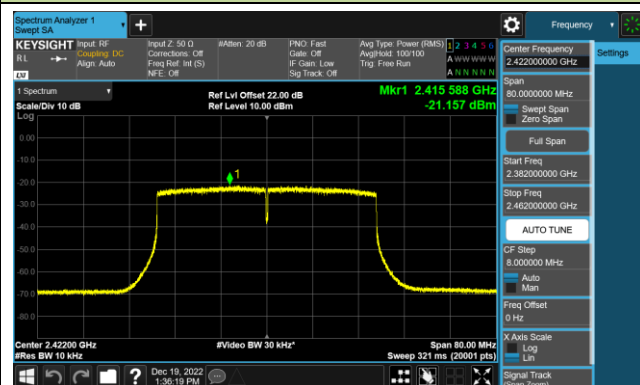 Spectrum Analyzer 1
Swept SA
Frequency
KEYSIGHT
RL
Input: RF
Coupling: DC
Align: Auto
Input Z: 50 Ω
Corrections: Off
Freq Ref: Int (S)
NFE: Off
#Atten: 20 dB
PNO: Fast
Gate: Off
IF Gain: Low
Sig Track: Off
Avg Type: Power (RMS)
Avg|Hold: 100/100
Trig: Free Run
1 2 3 4 5 6
A W W W W W
A N N N N N
LXI
1 Spectrum
Scale/Div 10 dB
Log
Ref Lvl Offset 22.00 dB
Ref Level 10.00 dBm
Mkr1 2.415 588 GHz
-21.157 dBm
0.00
-10.0
-20.0
-30.0
-40.0
-50.0
-60.0
-70.0
-80.0
1
Center 2.42200 GHz
#Res BW 10 kHz
#Video BW 30 kHz*
Span 80.00 MHz
Sweep 321 ms (20001 pts)
Dec 19, 2022
1:36:19 PM
Center Frequency
2.422000000 GHz
Settings
Span
80.0000000 MHz
Swept Span
Zero Span
Full Span
Start Freq
2.382000000 GHz
Stop Freq
2.462000000 GHz
AUTO TUNE
CF Step
8.000000 MHz
Auto
Man
Freq Offset
0 Hz
X Axis Scale
Log
Lin
Signal Track
(Span Zoom)